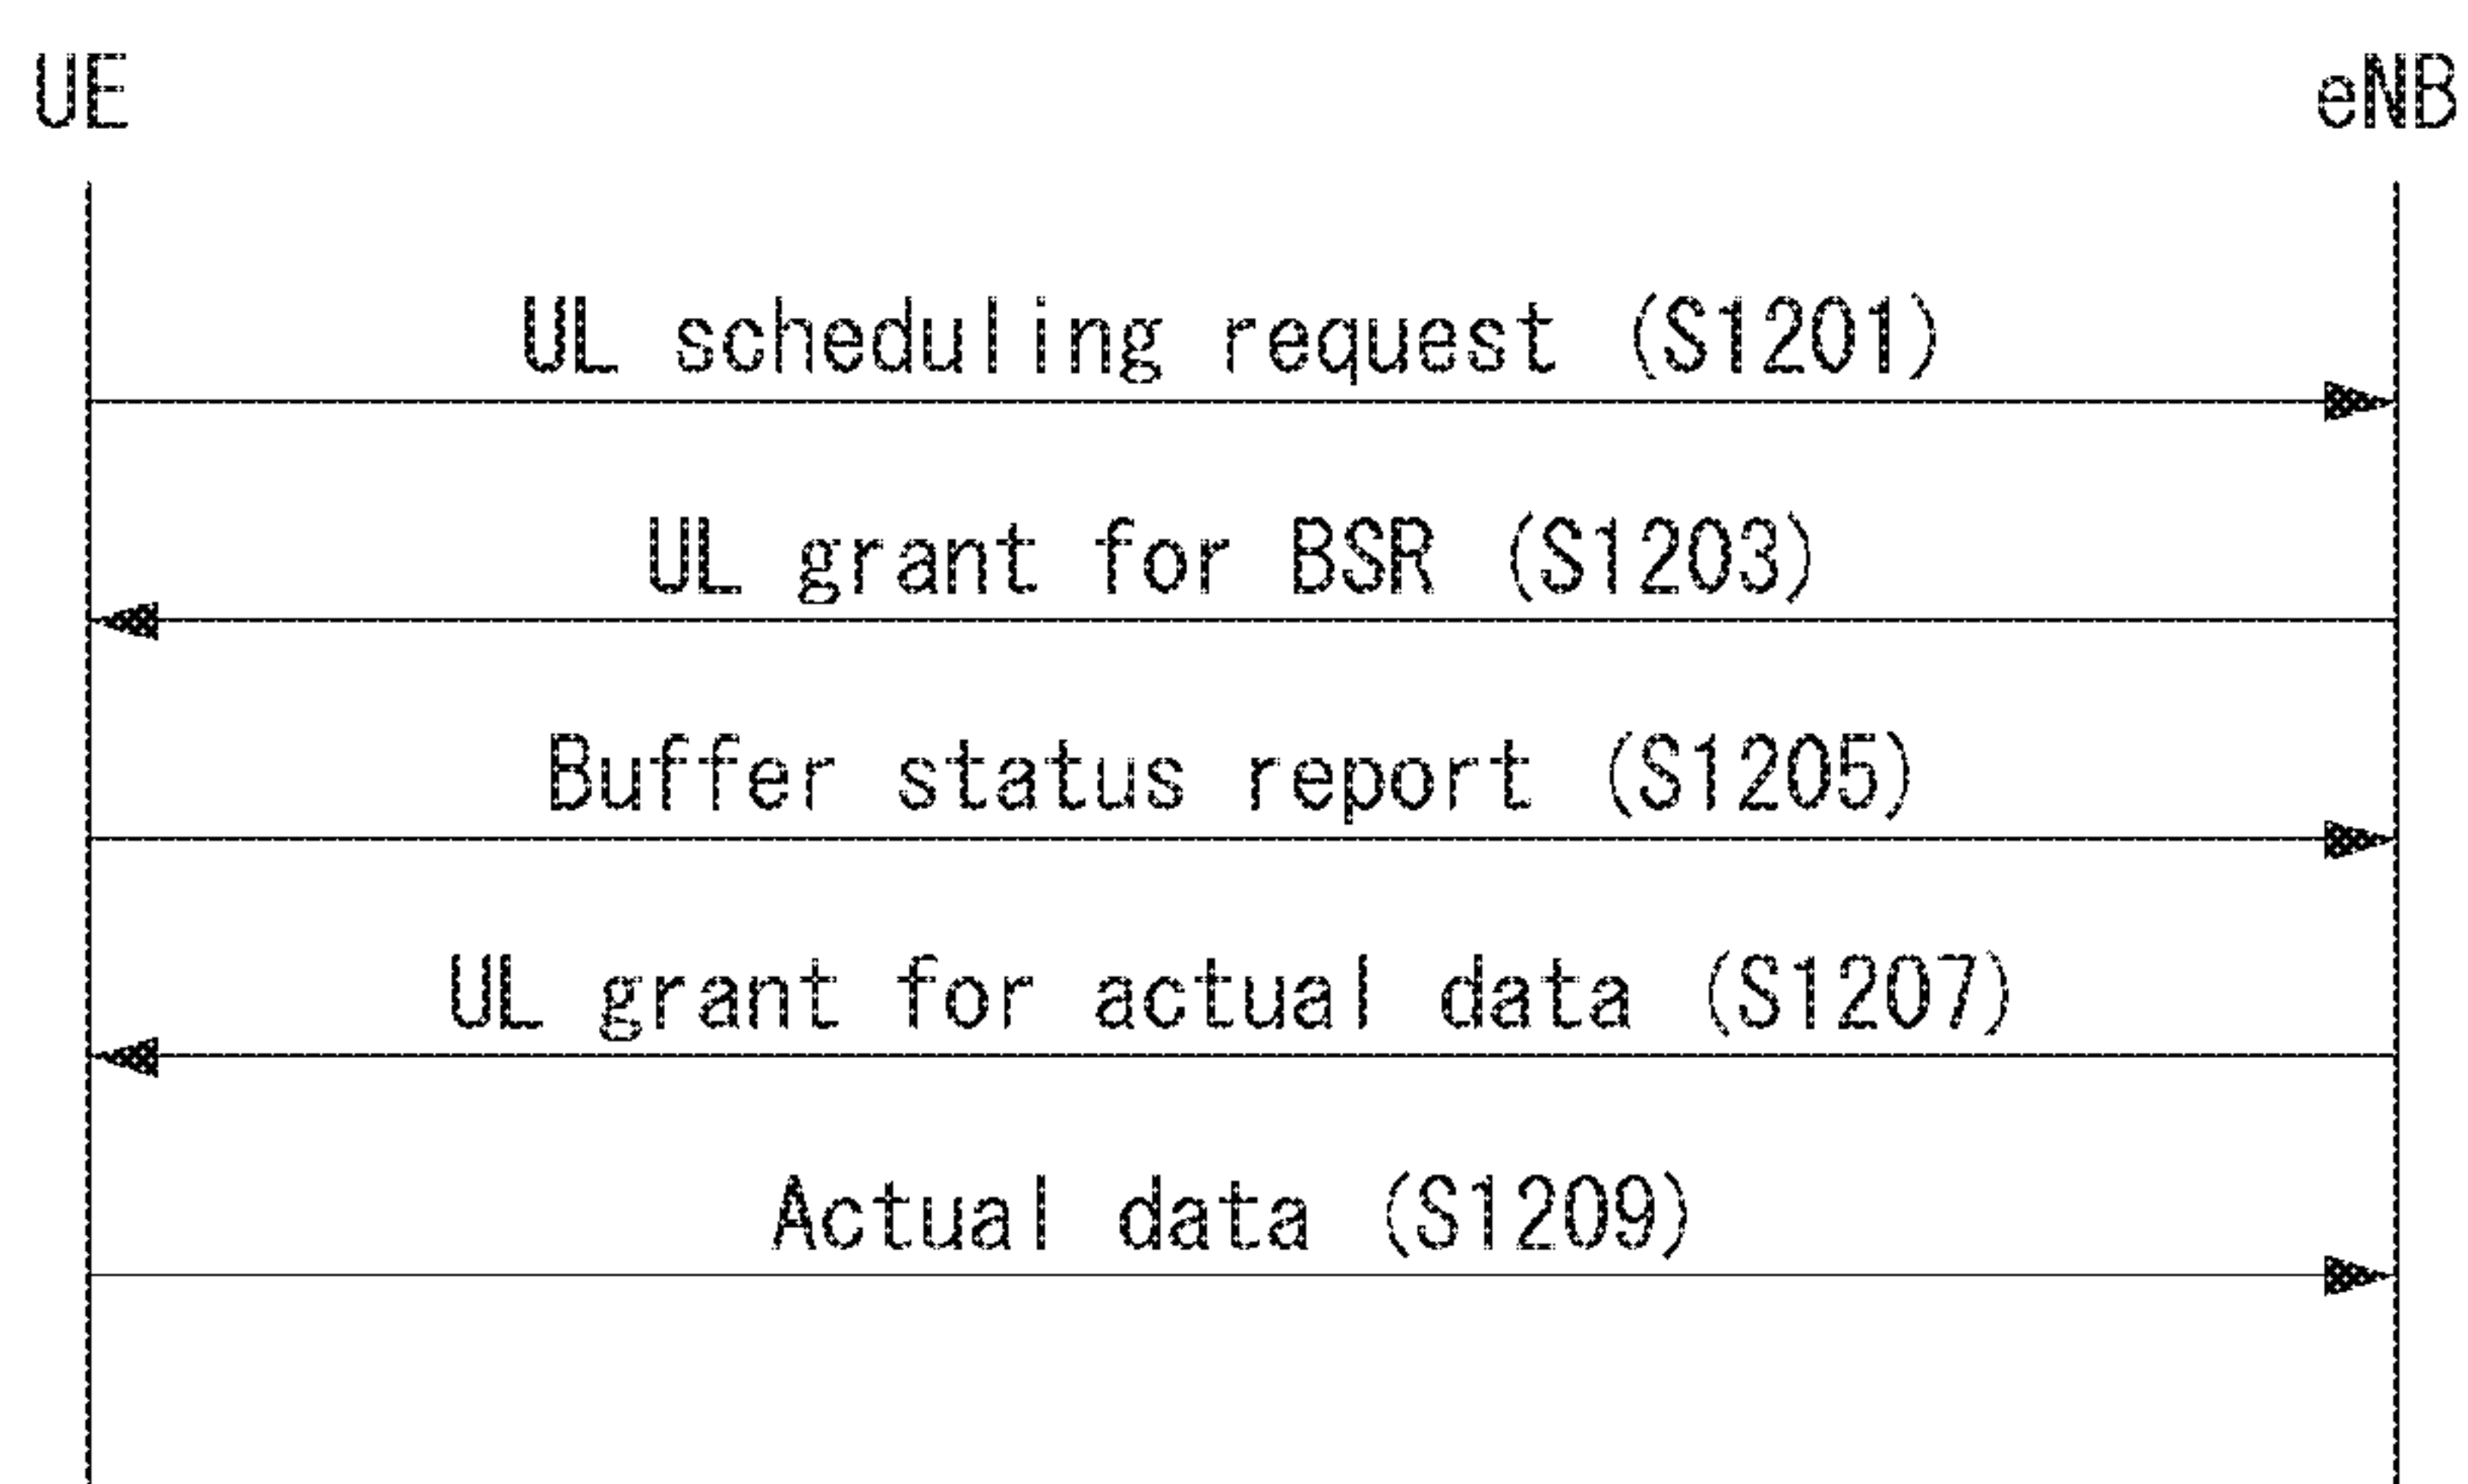 UE
eNB
UL scheduling request (S1201)
UL grant for BSR (S1203)
Buffer status report (S1205)
UL grant for actual data (S1207)
Actual data (S1209)